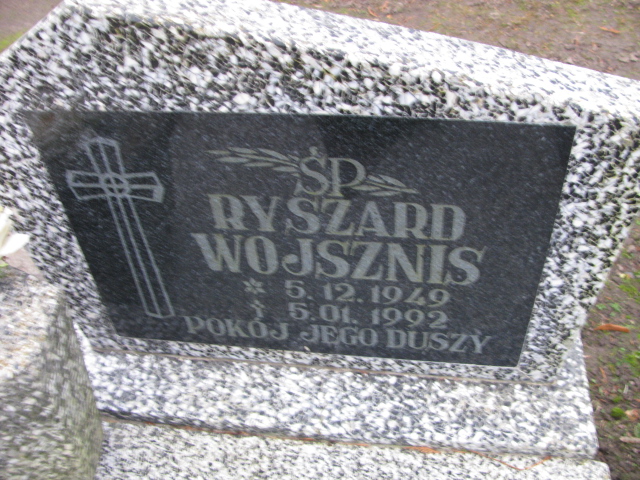 ŚP
RYSZARD
WOJSZNIS
* 5.12.1949
† 5.01.1992
POKÓJ JEGO DUSZY